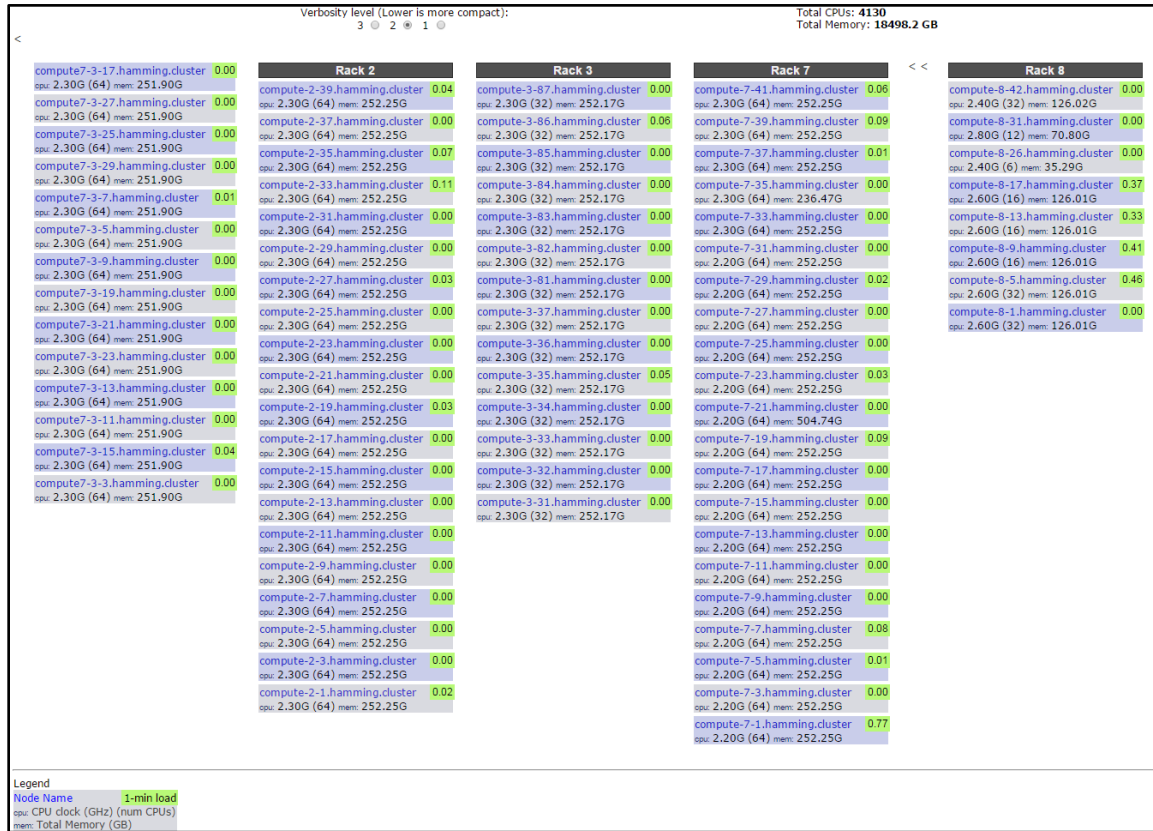 Verbosity level (Lower is more compact):
3 2 1
Total CPUs: 4130
Total Memory: 18498.2 GB
<
compute7-3-17.hamming.cluster 0.00
cpu: 2.30G (64) mem: 251.90G
compute7-3-27.hamming.cluster 0.00
cpu: 2.30G (64) mem: 251.90G
compute7-3-25.hamming.cluster 0.00
cpu: 2.30G (64) mem: 251.90G
compute7-3-29.hamming.cluster 0.00
cpu: 2.30G (64) mem: 251.90G
compute7-3-7.hamming.cluster 0.01
cpu: 2.30G (64) mem: 251.90G
compute7-3-5.hamming.cluster 0.00
cpu: 2.30G (64) mem: 251.90G
compute7-3-9.hamming.cluster 0.00
cpu: 2.30G (64) mem: 251.90G
compute7-3-19.hamming.cluster 0.00
cpu: 2.30G (64) mem: 251.90G
compute7-3-21.hamming.cluster 0.00
cpu: 2.30G (64) mem: 251.90G
compute7-3-23.hamming.cluster 0.00
cpu: 2.30G (64) mem: 251.90G
compute7-3-13.hamming.cluster 0.00
cpu: 2.30G (64) mem: 251.90G
compute7-3-11.hamming.cluster 0.00
cpu: 2.30G (64) mem: 251.90G
compute7-3-15.hamming.cluster 0.04
cpu: 2.30G (64) mem: 251.90G
compute7-3-3.hamming.cluster 0.00
cpu: 2.30G (64) mem: 251.90G
Rack 2
compute-2-39.hamming.cluster 0.04
cpu: 2.30G (64) mem: 252.25G
compute-2-37.hamming.cluster 0.00
cpu: 2.30G (64) mem: 252.25G
compute-2-35.hamming.cluster 0.07
cpu: 2.30G (64) mem: 252.25G
compute-2-33.hamming.cluster 0.11
cpu: 2.30G (64) mem: 252.25G
compute-2-31.hamming.cluster 0.00
cpu: 2.30G (64) mem: 252.25G
compute-2-29.hamming.cluster 0.00
cpu: 2.30G (64) mem: 252.25G
compute-2-27.hamming.cluster 0.03
cpu: 2.30G (64) mem: 252.25G
compute-2-25.hamming.cluster 0.00
cpu: 2.30G (64) mem: 252.25G
compute-2-23.hamming.cluster 0.00
cpu: 2.30G (64) mem: 252.25G
compute-2-21.hamming.cluster 0.00
cpu: 2.30G (64) mem: 252.25G
compute-2-19.hamming.cluster 0.03
cpu: 2.30G (64) mem: 252.25G
compute-2-17.hamming.cluster 0.00
cpu: 2.30G (64) mem: 252.25G
compute-2-15.hamming.cluster 0.00
cpu: 2.30G (64) mem: 252.25G
compute-2-13.hamming.cluster 0.00
cpu: 2.30G (64) mem: 252.25G
compute-2-11.hamming.cluster 0.00
cpu: 2.30G (64) mem: 252.25G
compute-2-9.hamming.cluster 0.00
cpu: 2.30G (64) mem: 252.25G
compute-2-7.hamming.cluster 0.00
cpu: 2.30G (64) mem: 252.25G
compute-2-5.hamming.cluster 0.00
cpu: 2.30G (64) mem: 252.25G
compute-2-3.hamming.cluster 0.00
cpu: 2.30G (64) mem: 252.25G
compute-2-1.hamming.cluster 0.02
cpu: 2.30G (64) mem: 252.25G
Rack 3
compute-3-87.hamming.cluster 0.00
cpu: 2.30G (32) mem: 252.17G
compute-3-86.hamming.cluster 0.06
cpu: 2.30G (32) mem: 252.17G
compute-3-85.hamming.cluster 0.00
cpu: 2.30G (32) mem: 252.17G
compute-3-84.hamming.cluster 0.00
cpu: 2.30G (32) mem: 252.17G
compute-3-83.hamming.cluster 0.00
cpu: 2.30G (32) mem: 252.17G
compute-3-82.hamming.cluster 0.00
cpu: 2.30G (32) mem: 252.17G
compute-3-81.hamming.cluster 0.00
cpu: 2.30G (32) mem: 252.17G
compute-3-37.hamming.cluster 0.00
cpu: 2.30G (32) mem: 252.17G
compute-3-36.hamming.cluster 0.00
cpu: 2.30G (32) mem: 252.17G
compute-3-35.hamming.cluster 0.05
cpu: 2.30G (32) mem: 252.17G
compute-3-34.hamming.cluster 0.00
cpu: 2.30G (32) mem: 252.17G
compute-3-33.hamming.cluster 0.00
cpu: 2.30G (32) mem: 252.17G
compute-3-32.hamming.cluster 0.00
cpu: 2.30G (32) mem: 252.17G
compute-3-31.hamming.cluster 0.00
cpu: 2.30G (32) mem: 252.17G
Rack 7
compute-7-41.hamming.cluster 0.06
cpu: 2.30G (64) mem: 252.25G
compute-7-39.hamming.cluster 0.09
cpu: 2.30G (64) mem: 252.25G
compute-7-37.hamming.cluster 0.01
cpu: 2.30G (64) mem: 252.25G
compute-7-35.hamming.cluster 0.00
cpu: 2.30G (64) mem: 236.47G
compute-7-33.hamming.cluster 0.00
cpu: 2.30G (64) mem: 252.25G
compute-7-31.hamming.cluster 0.00
cpu: 2.30G (64) mem: 252.25G
compute-7-29.hamming.cluster 0.02
cpu: 2.20G (64) mem: 252.25G
compute-7-27.hamming.cluster 0.00
cpu: 2.20G (64) mem: 252.25G
compute-7-25.hamming.cluster 0.00
cpu: 2.20G (64) mem: 252.25G
compute-7-23.hamming.cluster 0.03
cpu: 2.20G (64) mem: 252.25G
compute-7-21.hamming.cluster 0.00
cpu: 2.20G (64) mem: 504.74G
compute-7-19.hamming.cluster 0.09
cpu: 2.20G (64) mem: 252.25G
compute-7-17.hamming.cluster 0.00
cpu: 2.20G (64) mem: 252.25G
compute-7-15.hamming.cluster 0.00
cpu: 2.20G (64) mem: 252.25G
compute-7-13.hamming.cluster 0.00
cpu: 2.20G (64) mem: 252.25G
compute-7-11.hamming.cluster 0.00
cpu: 2.20G (64) mem: 252.25G
compute-7-9.hamming.cluster 0.00
cpu: 2.20G (64) mem: 252.25G
compute-7-7.hamming.cluster 0.08
cpu: 2.20G (64) mem: 252.25G
compute-7-5.hamming.cluster 0.01
cpu: 2.20G (64) mem: 252.25G
compute-7-3.hamming.cluster 0.00
cpu: 2.20G (64) mem: 252.25G
compute-7-1.hamming.cluster 0.77
cpu: 2.20G (64) mem: 252.25G
< <
Rack 8
compute-8-42.hamming.cluster 0.00
cpu: 2.40G (32) mem: 126.02G
compute-8-31.hamming.cluster 0.00
cpu: 2.80G (12) mem: 70.80G
compute-8-26.hamming.cluster 0.00
cpu: 2.40G (6) mem: 35.29G
compute-8-17.hamming.cluster 0.37
cpu: 2.60G (16) mem: 126.01G
compute-8-13.hamming.cluster 0.33
cpu: 2.60G (16) mem: 126.01G
compute-8-9.hamming.cluster 0.41
cpu: 2.60G (16) mem: 126.01G
compute-8-5.hamming.cluster 0.46
cpu: 2.60G (32) mem: 126.01G
compute-8-1.hamming.cluster 0.00
cpu: 2.60G (32) mem: 126.01G
Legend
Node Name 1-min load
cpu: CPU clock (GHz) (num CPUs)
mem: Total Memory (GB)